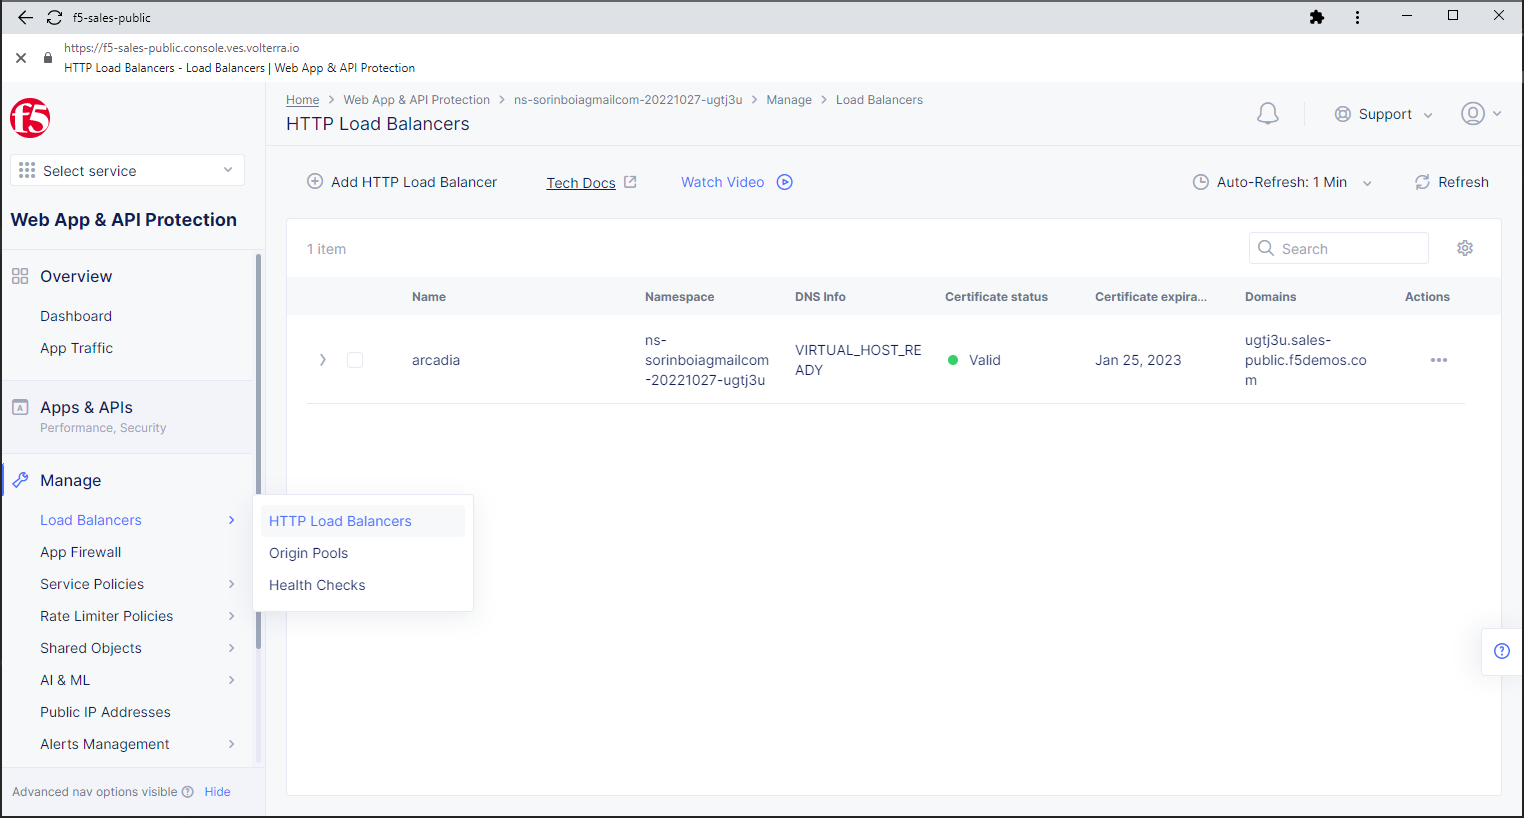 f5-sales-public
https://f5-sales-public.console.ves.volterra.io
HTTP Load Balancers - Load Balancers | Web App & API Protection
f5
Select service
Web App & API Protection
Overview
Dashboard
App Traffic
Apps & APIs
Performance, Security
Manage
Load Balancers
App Firewall
Service Policies
Rate Limiter Policies
Shared Objects
AI & ML
Public IP Addresses
Alerts Management
Advanced nav options visible Hide
HTTP Load Balancers
Origin Pools
Health Checks
Home > Web App & API Protection > ns-sorinboiagmailcom-20221027-ugtj3u > Manage > Load Balancers
HTTP Load Balancers
Support
Add HTTP Load Balancer Tech Docs Watch Video Auto-Refresh: 1 Min Refresh
1 item Search
Name Namespace DNS Info Certificate status Certificate expira... Domains Actions
ns- ugtj3u.sales-
VIRTUAL_HOST_RE
arcadia sorinboiagmailcom Valid Jan 25, 2023 public.f5demos.co
ADY
-20221027-ugtj3u m